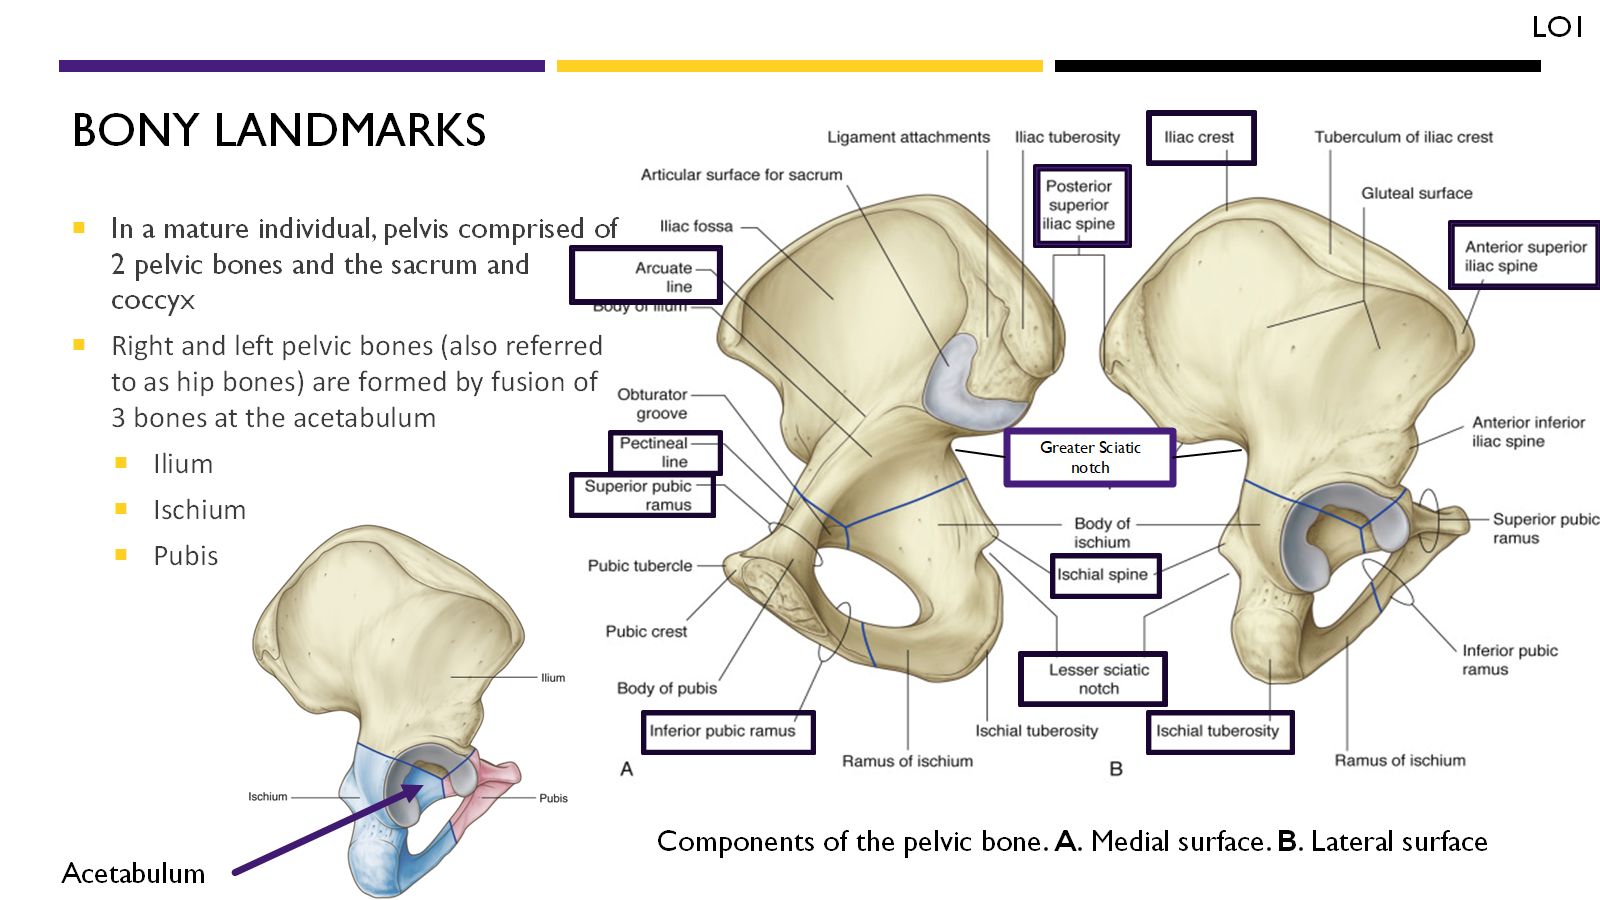 LO1
BONY LANDMARKS
In a mature individual, pelvis comprised of
2 pelvic bones and the sacrum and
coccyx
Right and left pelvic bones (also referred
to as hip bones) are formed by fusion of
3 bones at the acetabulum
Ilium
Ischium
Pubis
Ilium
Ischium
Pubis
Acetabulum
Ligament attachments
Iliac tuberosity
Articular surface for sacrum
Posterior
superior
iliac spine
Iliac fossa
Arcuate
line
Body of ilium
Obturator
groove
Pectineal
line
Superior pubic
ramus
Pubic tubercle
Pubic crest
Body of pubis
Inferior pubic ramus
A
Ramus of ischium
Ischial tuberosity
Greater Sciatic
notch
Body of
ischium
Ischial spine
Lesser sciatic
notch
Iliac crest
Tuberculum of iliac crest
Gluteal surface
Anterior superior
iliac spine
Anterior inferior
iliac spine
Superior pubic
ramus
Inferior pubic
ramus
Ischial tuberosity
Ramus of ischium
B
Components of the pelvic bone. A. Medial surface. B. Lateral surface